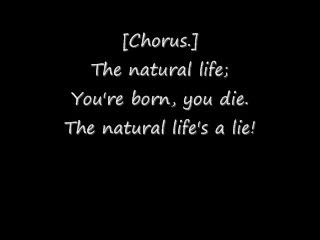 [Chorus.]
The natural life;
You're born, you die.
The natural life's a lie!